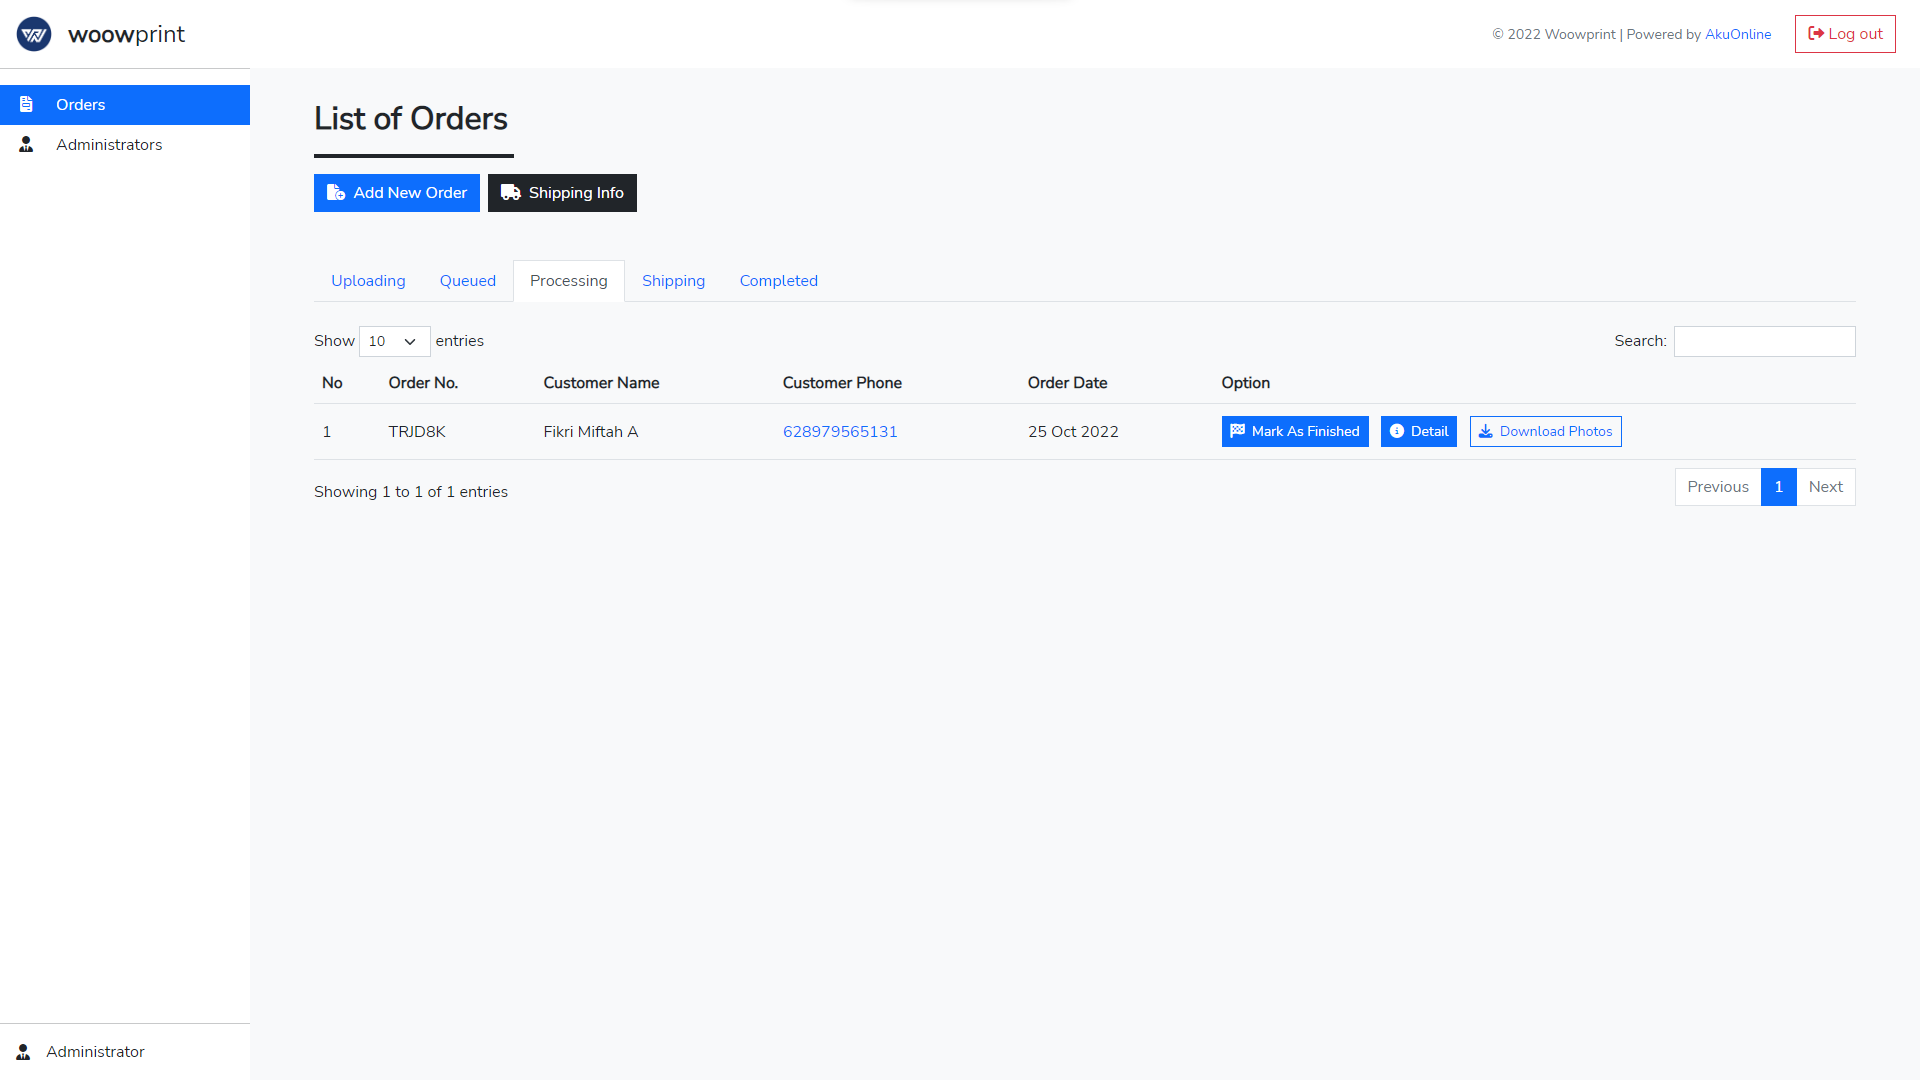 woowprint
© 2022 Woowprint | Powered by AkuOnline
Log out
Orders
Administrators
List of Orders
Add New Order
Shipping Info
Uploading Queued Processing Shipping Completed
Show 10 entries
Search:
No Order No. Customer Name Customer Phone Order Date Option
1 TRJD8K Fikri Miftah A 628979565131 25 Oct 2022 Mark As Finished Detail Download Photos
Showing 1 to 1 of 1 entries
Previous 1 Next
Administrator